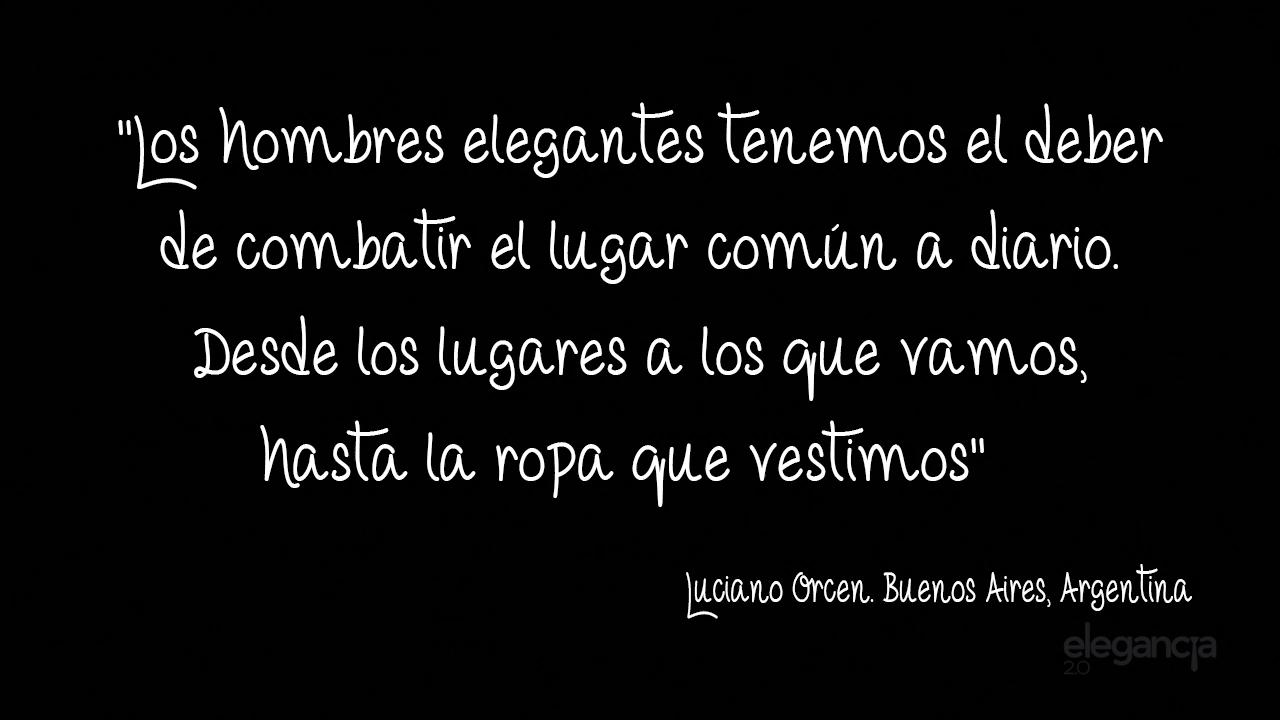 "Los hombres elegantes tenemos el deber
de combatir el lugar común a diario.
Desde los lugares a los que vamos,
hasta la ropa que vestimos"
Luciano Orcen. Buenos Aires, Argentina
elegancia
2.0